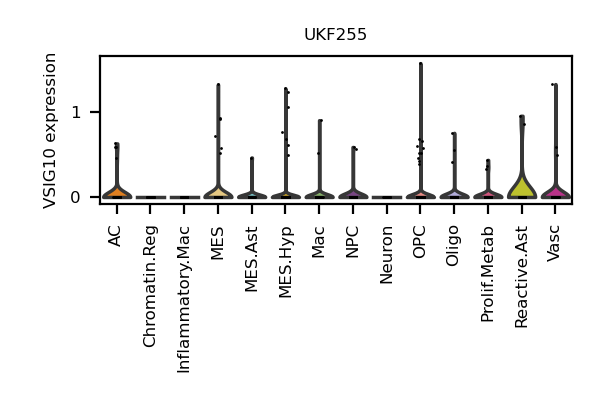 UKF255
VSIG10 expression
1
0
AC
Chromatin.Reg
Inflammatory.Mac
MES
MES.Ast
MES.Hyp
Mac
NPC
Neuron
OPC
Oligo
Prolif.Metab
Reactive.Ast
Vasc